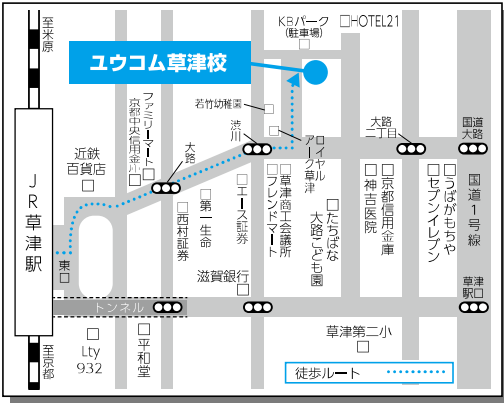 至米原
KBパーク
(駐車場)
HOTEL21
ユウコム草津校
若竹幼稚園
ファミリーマート
京都中央信用金小
大路
渋川
ロイヤル
アーク草津
大路
二丁目
国道
大路
近鉄
百貨店
JR草津駅
東口
西村証券
第一生命
エース証券
フレンドマート
草津商工会議所
たちばな
大路こども園
神吉医院
京都信用金庫
セブンイレブン
うばがもちや
国道1号線
滋賀銀行
草津
駅口
トンネル
至京都
Lty
932
平和堂
草津第二小
徒歩ルート